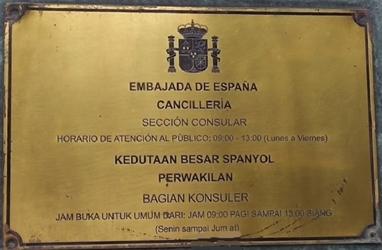 EMBAJADA DE ESPAÑA
CANCILLERÍA
SECCIÓN CONSULAR
HORARIO DE ATENCIÓN AL PÚBLICO: 09:00 - 13:00 (Lunes a Viernes)
KEDUTAAN BESAR SPANYOL
PERWAKILAN
BAGIAN KONSULER
JAM BUKA UNTUK UMUM DARI: JAM 09:00 PAGI SAMPAI 13:00 SIANG
(Senin sampai Jum at)